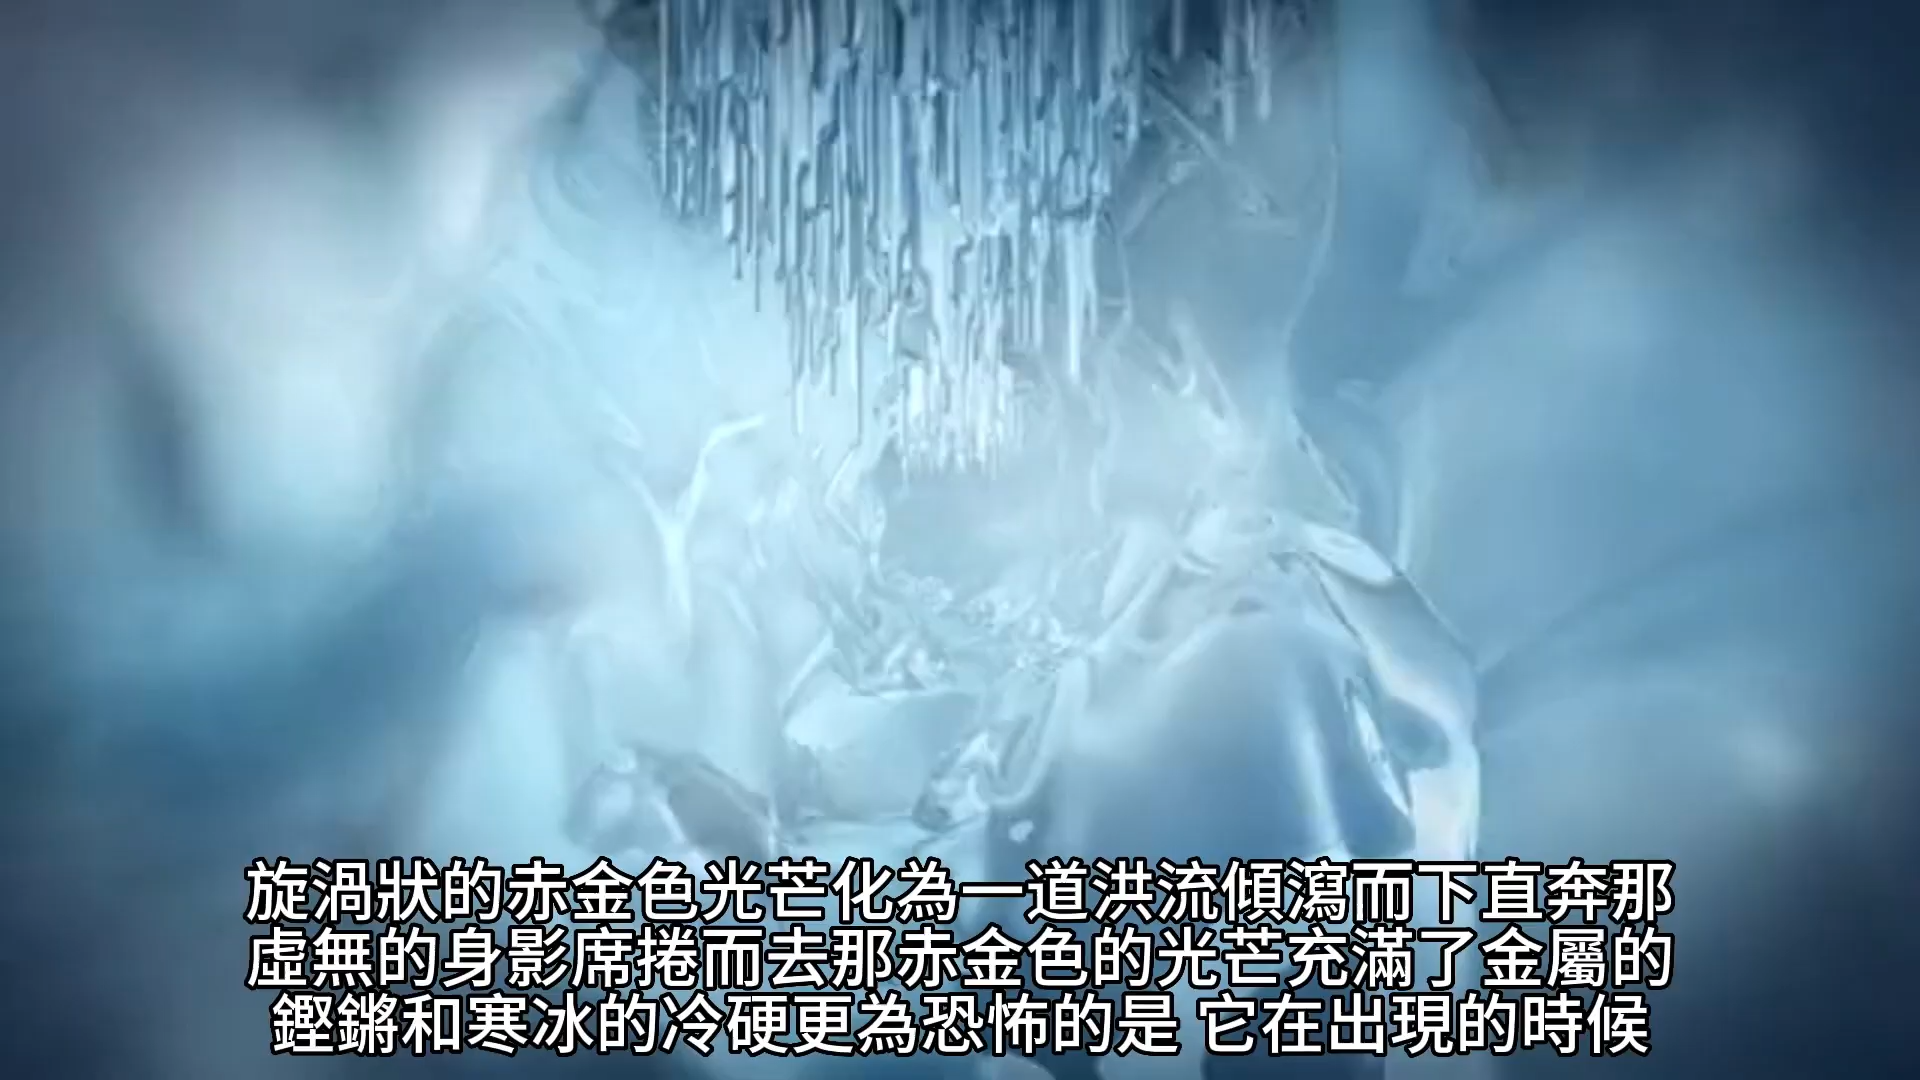 旋渦狀的赤金色光芒化為一道洪流傾瀉而下直奔那
虛無的身影席捲而去那赤金色的光芒充滿了金屬的
鏗鏘和寒冰的冷硬更為恐怖的是 它在出現的時候